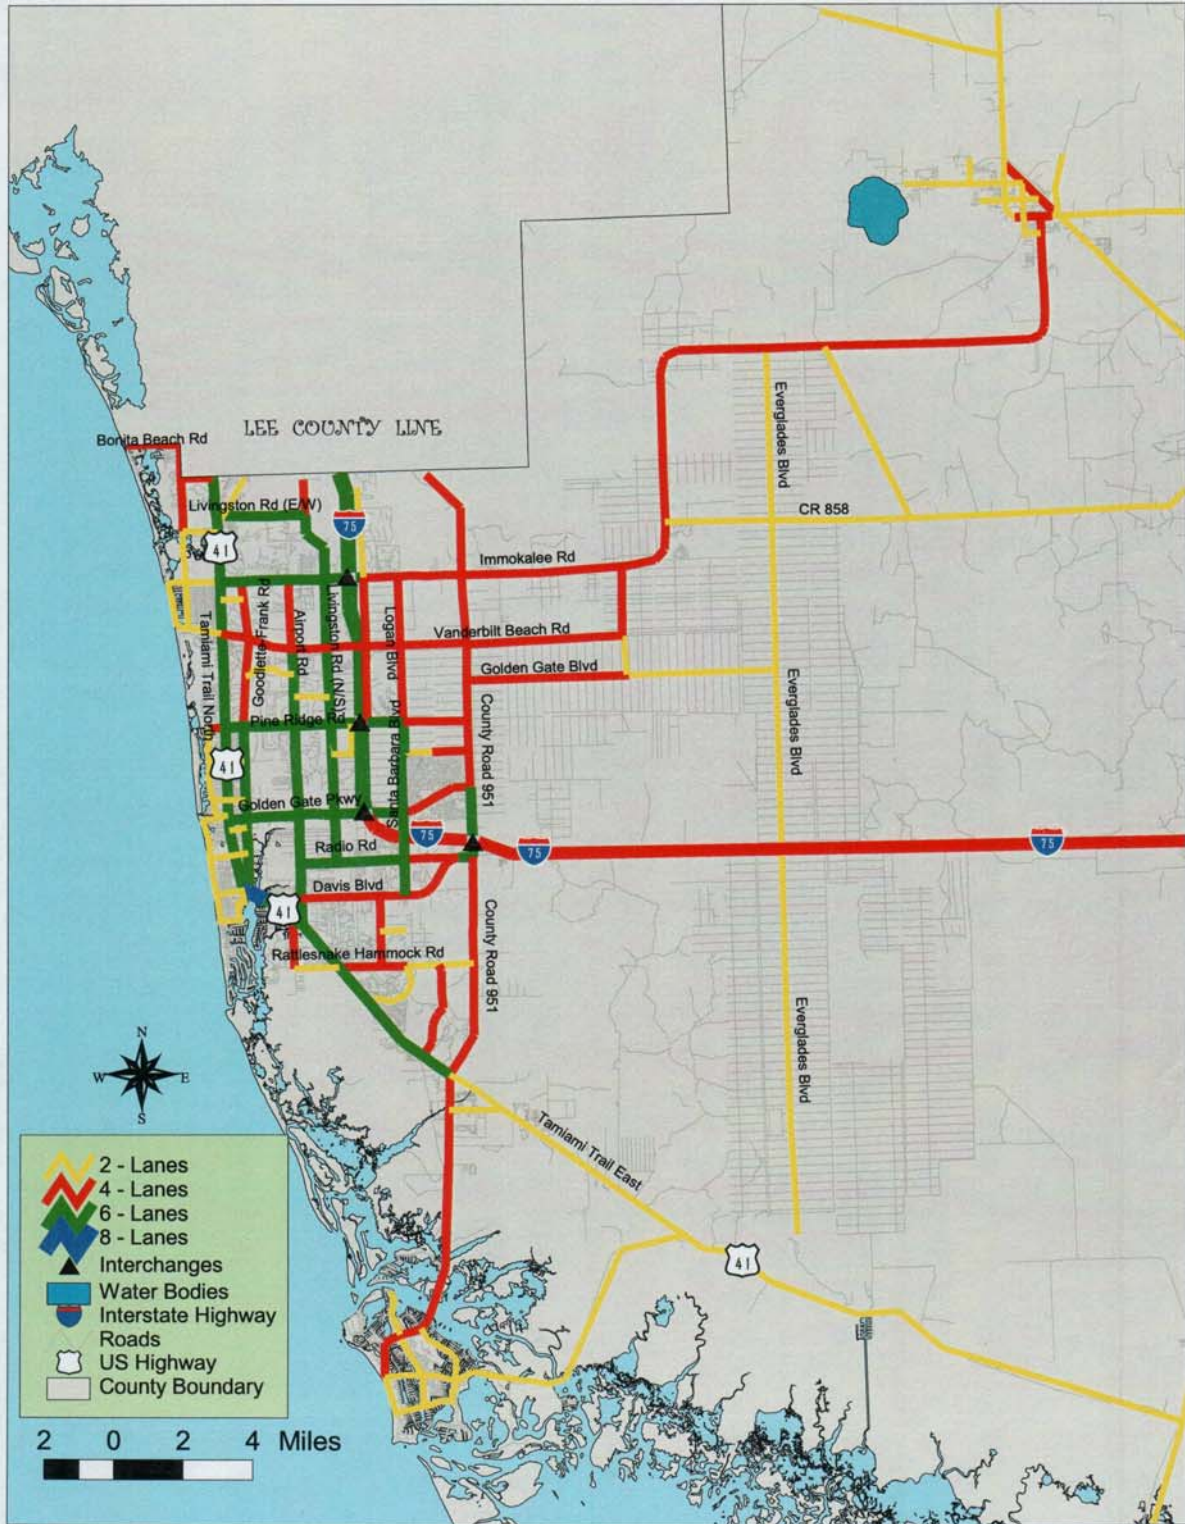 LEE COUNTY LINE
Bonita Beach Rd
Livingston Rd (E/W)
75
41
Immokalee Rd
CR 858
Everglades Blvd
Tamiami Trail North
Goodlette-Frank Rd
Airport Rd
Livingston Rd (N/S)
Logan Blvd
Vanderbilt Beach Rd
Golden Gate Blvd
Pine Ridge Rd
Santa Barbara Blvd
County Road 951
Everglades Blvd
41
Golden Gate Pkwy
75
75
75
Radio Rd
Davis Blvd
41
Rattlesnake Hammock Rd
County Road 951
Everglades Blvd
Tamiami Trail East
41
N
W
E
S
2 - Lanes
4 - Lanes
6 - Lanes
8 - Lanes
Interchanges
Water Bodies
Interstate Highway
Roads
US Highway
County Boundary
2 0 2 4 Miles